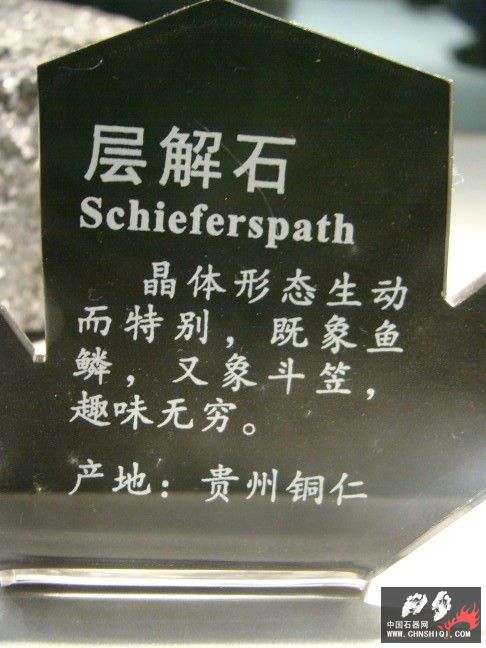 层解石
Schieferspath
晶体形态生动
而特别，既象鱼
鳞，又象斗笠，
趣味无穷。
产地：贵州铜仁
中国石器网
WWW.CHNSHIQI.COM